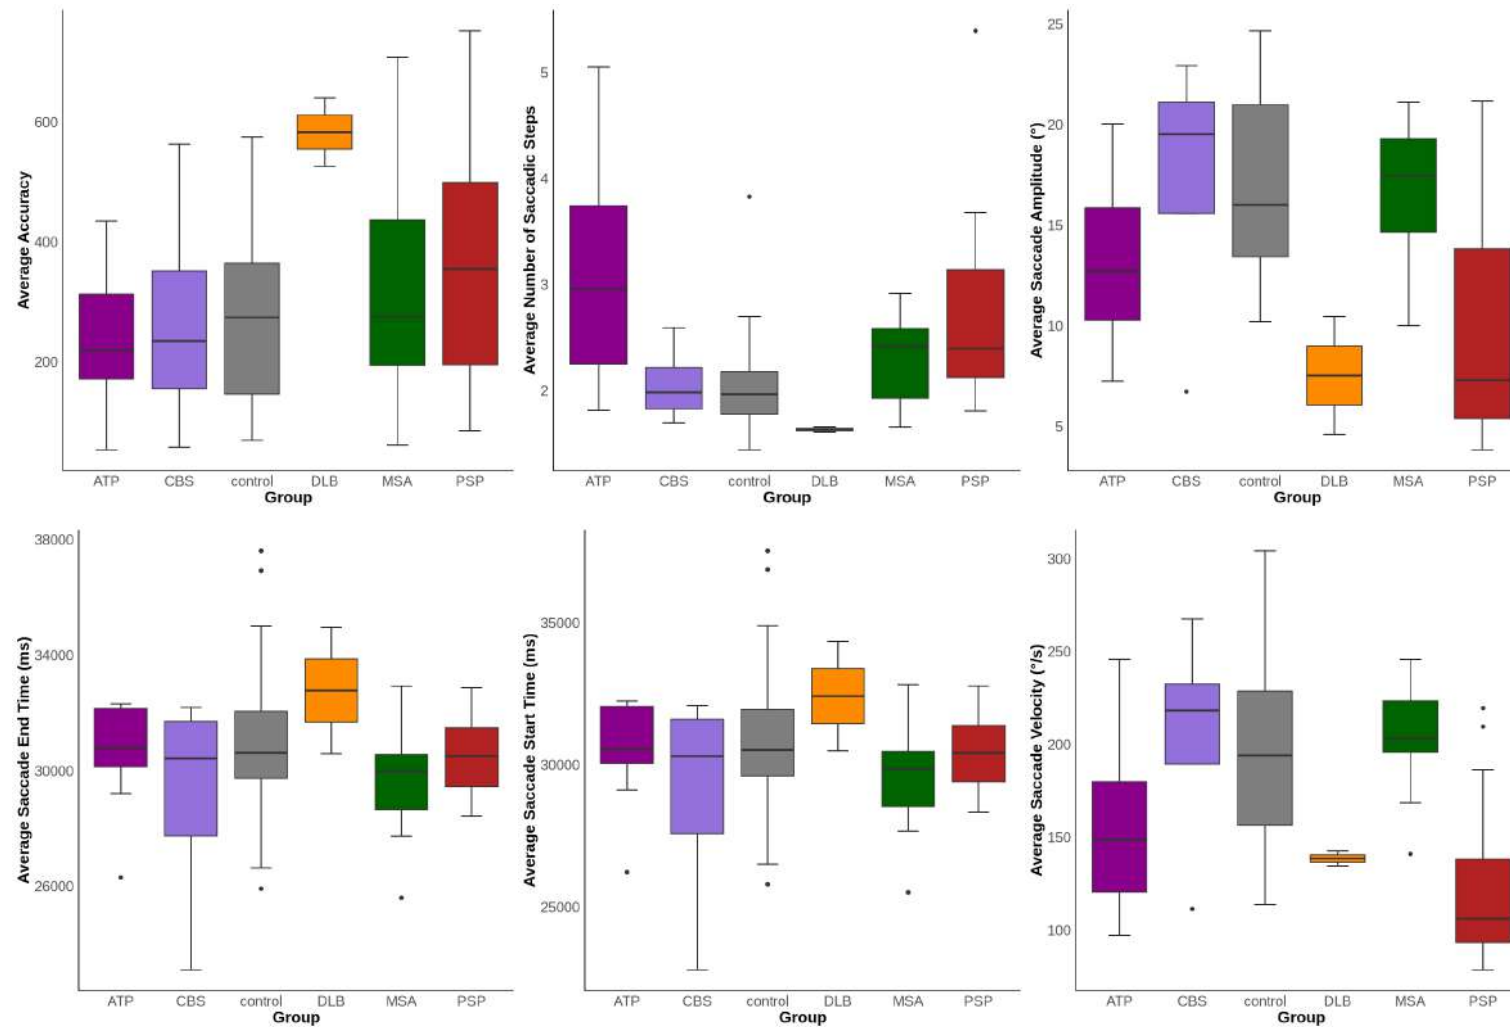 Average Accuracy
600
400
200
ATP CBS control DLB MSA PSP
Group
Average Number of Saccadic Steps
5
4
3
2
ATP CBS control DLB MSA PSP
Group
Average Saccade Amplitude (°)
25
20
15
10
5
ATP CBS control DLB MSA PSP
Group
Average Saccade End Time (ms)
38000
34000
30000
26000
ATP CBS control DLB MSA PSP
Group
Average Saccade Start Time (ms)
35000
30000
25000
ATP CBS control DLB MSA PSP
Group
Average Saccade Velocity (°/s)
300
250
200
150
100
ATP CBS control DLB MSA PSP
Group